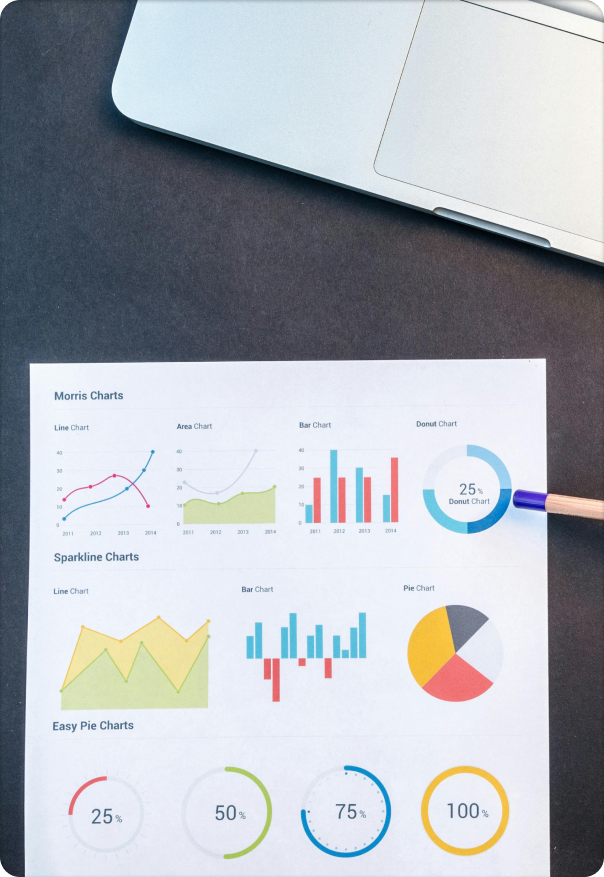 Morris Charts
Line Chart
Area Chart
Bar Chart
Donut Chart
40
30
20
10
0
2011 2012 2013 2014
40
30
20
10
0
2011 2012 2013 2014
40
30
20
10
0
2011 2012 2013 2014
25%
Donut Chart
Sparkline Charts
Line Chart
Bar Chart
Pie Chart
Easy Pie Charts
25%
50%
75%
100%